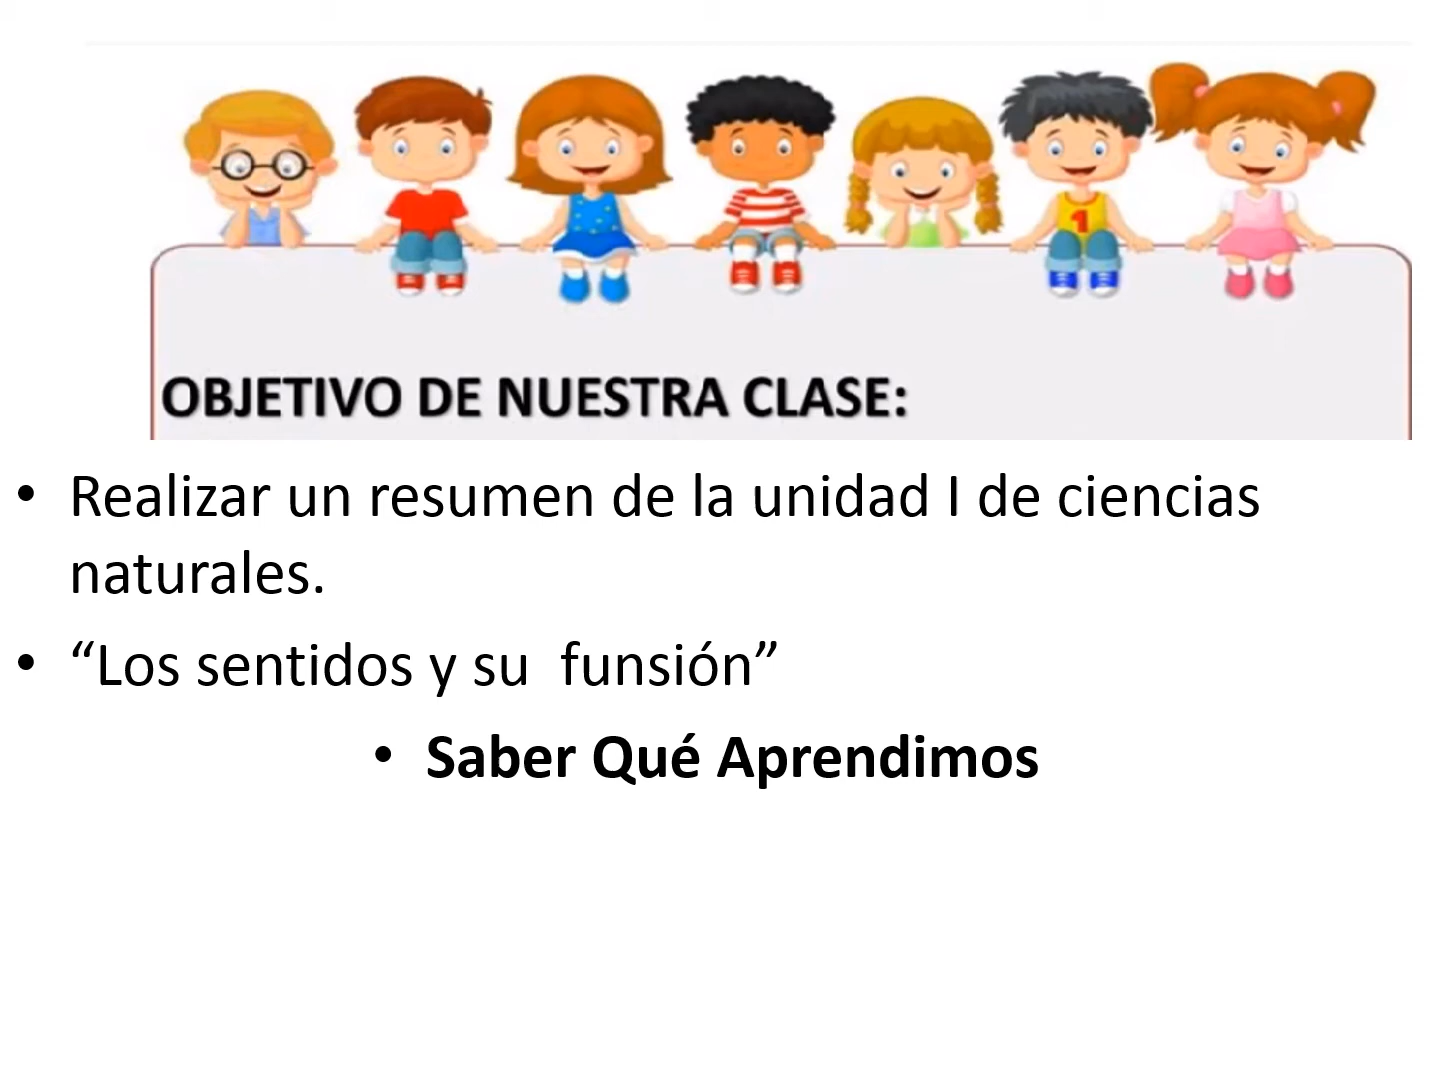 OBJETIVO DE NUESTRA CLASE:
• Realizar un resumen de la unidad I de ciencias
naturales.
• “Los sentidos y su  funsión”
• Saber Qué Aprendimos
1